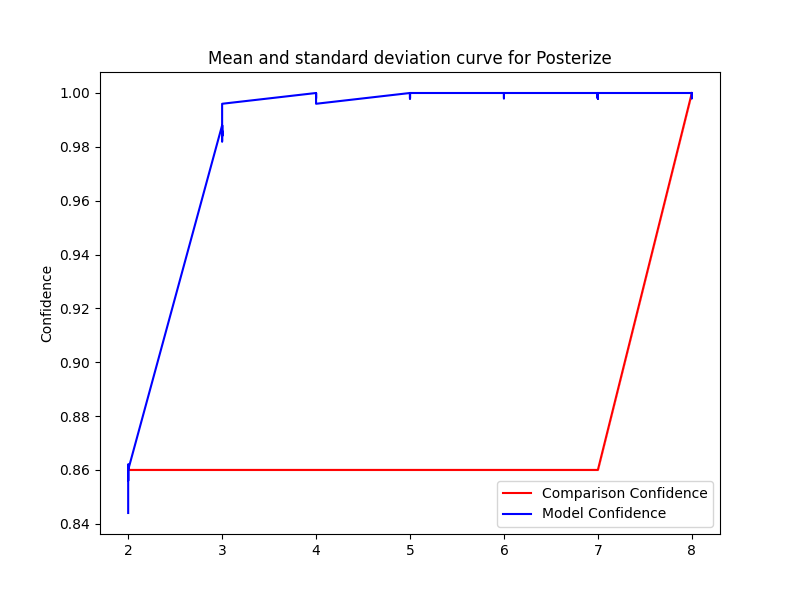 Mean and standard deviation curve for Posterize
1.00
0.98
0.96
0.94
0.92
0.90
0.88
0.86
0.84
Confidence
2 3 4 5 6 7 8
Comparison Confidence
Model Confidence